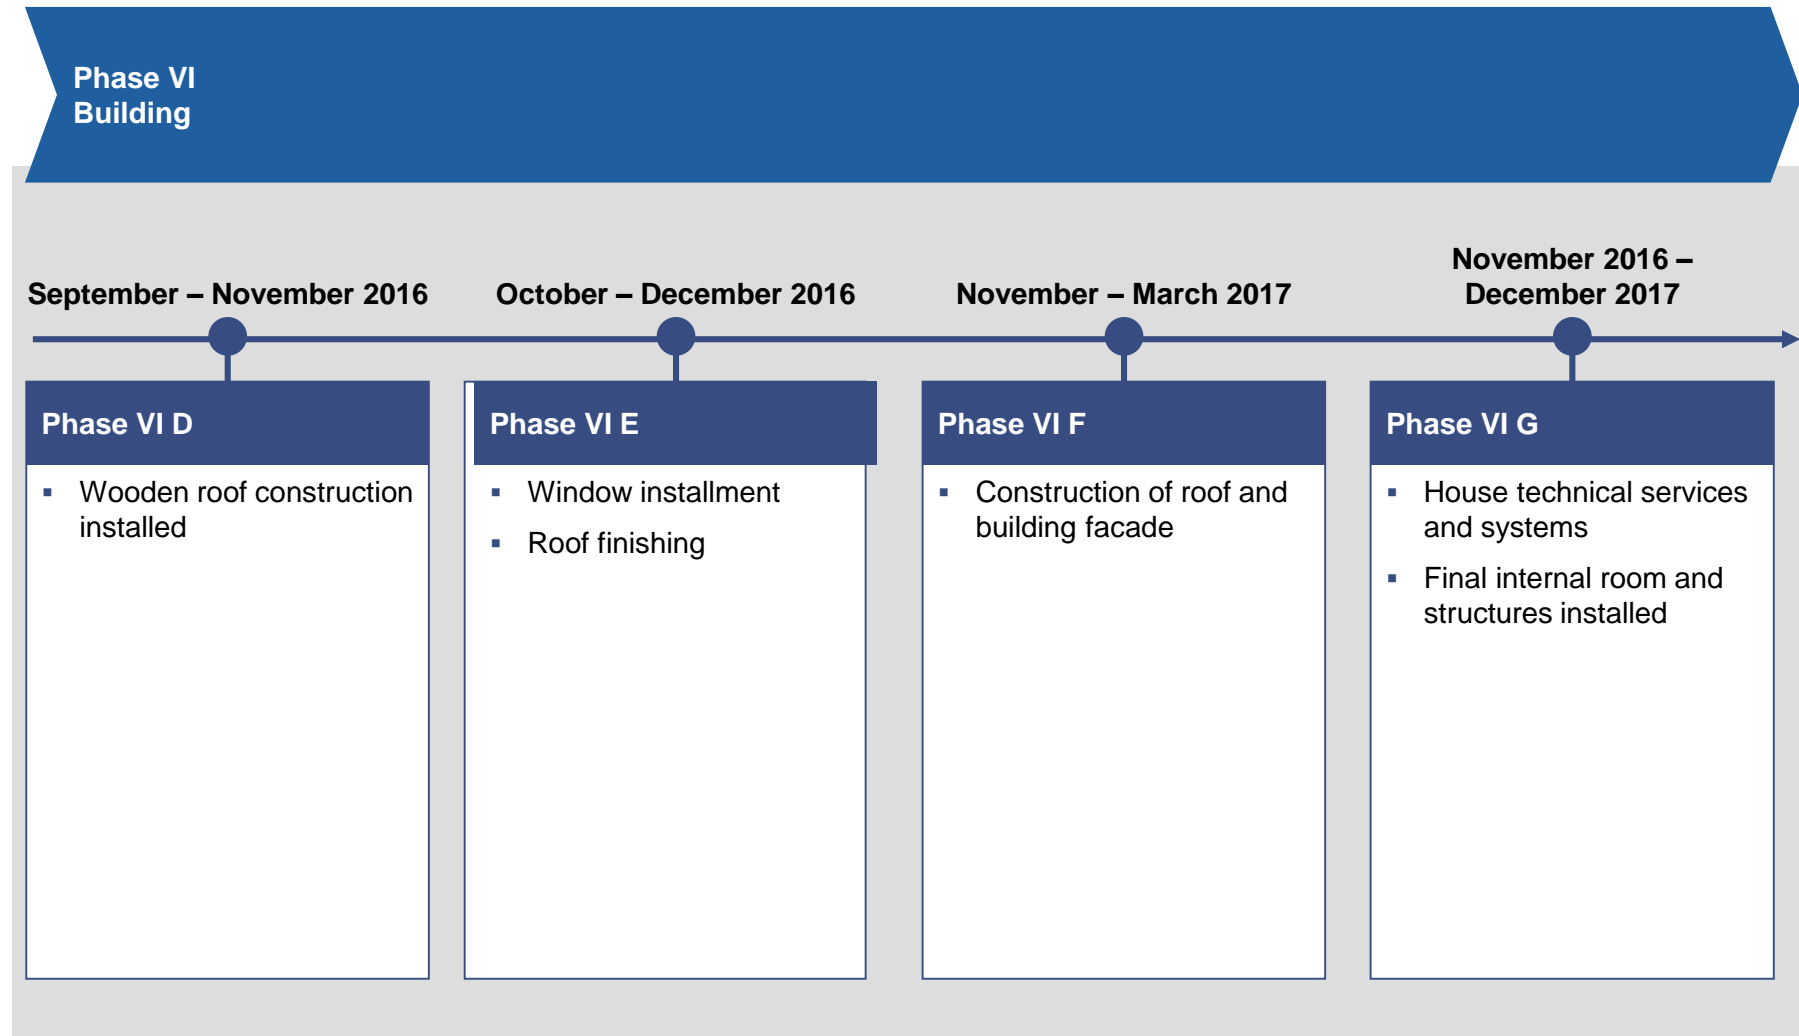 Phase VI
Building
September – November 2016
October – December 2016
November – March 2017
November 2016 –
December 2017
Phase VI D
▪ Wooden roof construction
installed
Phase VI E
▪ Window installment
▪ Roof finishing
Phase VI F
▪ Construction of roof and
building facade
Phase VI G
▪ House technical services
and systems
▪ Final internal room and
structures installed